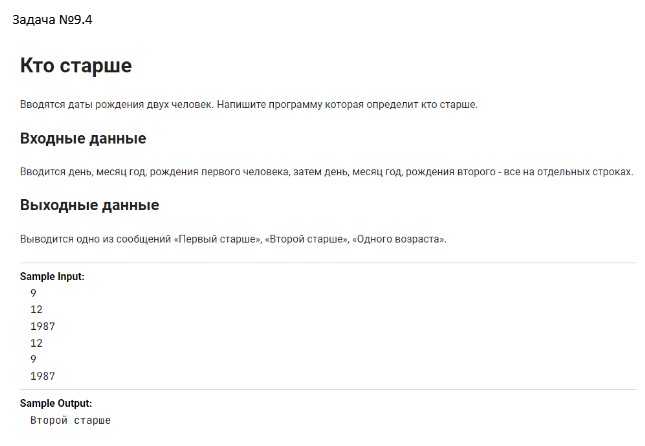 Задача №9.4
Кто старше
Вводятся даты рождения двух человек. Напишите программу которая определит кто старше.
Входные данные
Вводится день, месяц год, рождения первого человека, затем день, месяц год, рождения второго - все на отдельных строках.
Выходные данные
Выводится одно из сообщений «Первый старше», «Второй старше», «Одного возраста».
Sample Input:
9
12
1987
12
9
1987
Sample Output:
Второй старше